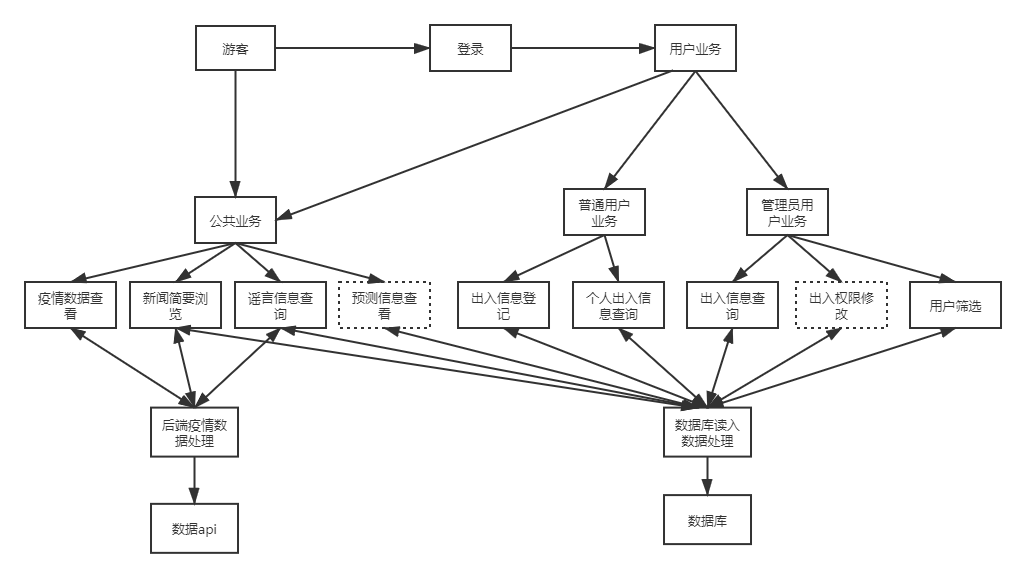 游客
登录
用户业务
公共业务
普通用户
业务
管理员用
户业务
疫情数据查
看
新闻简要浏
览
谣言信息查
询
预测信息查
看
出入信息登
记
个人出入信
息查询
出入信息查
询
出入权限修
改
用户筛选
后端疫情数
据处理
数据库读入
数据处理
数据api
数据库